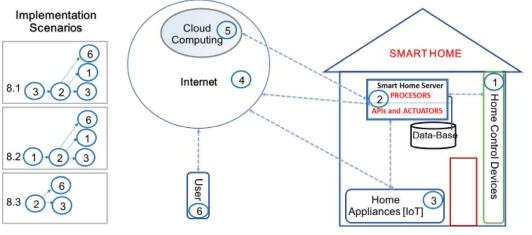 Implementation
Scenarios
6
1
8.1 3 2 3
6
1
8.2 1 2 3
6
8.3 2 3
Cloud
Computing 5
Internet 4
User
6
SMART HOME
Smart Home Server
2 PROCESORS
APIs and ACTUATORS
Data-Base
1
Home Control Devices
Home
Appliances [IoT] 3